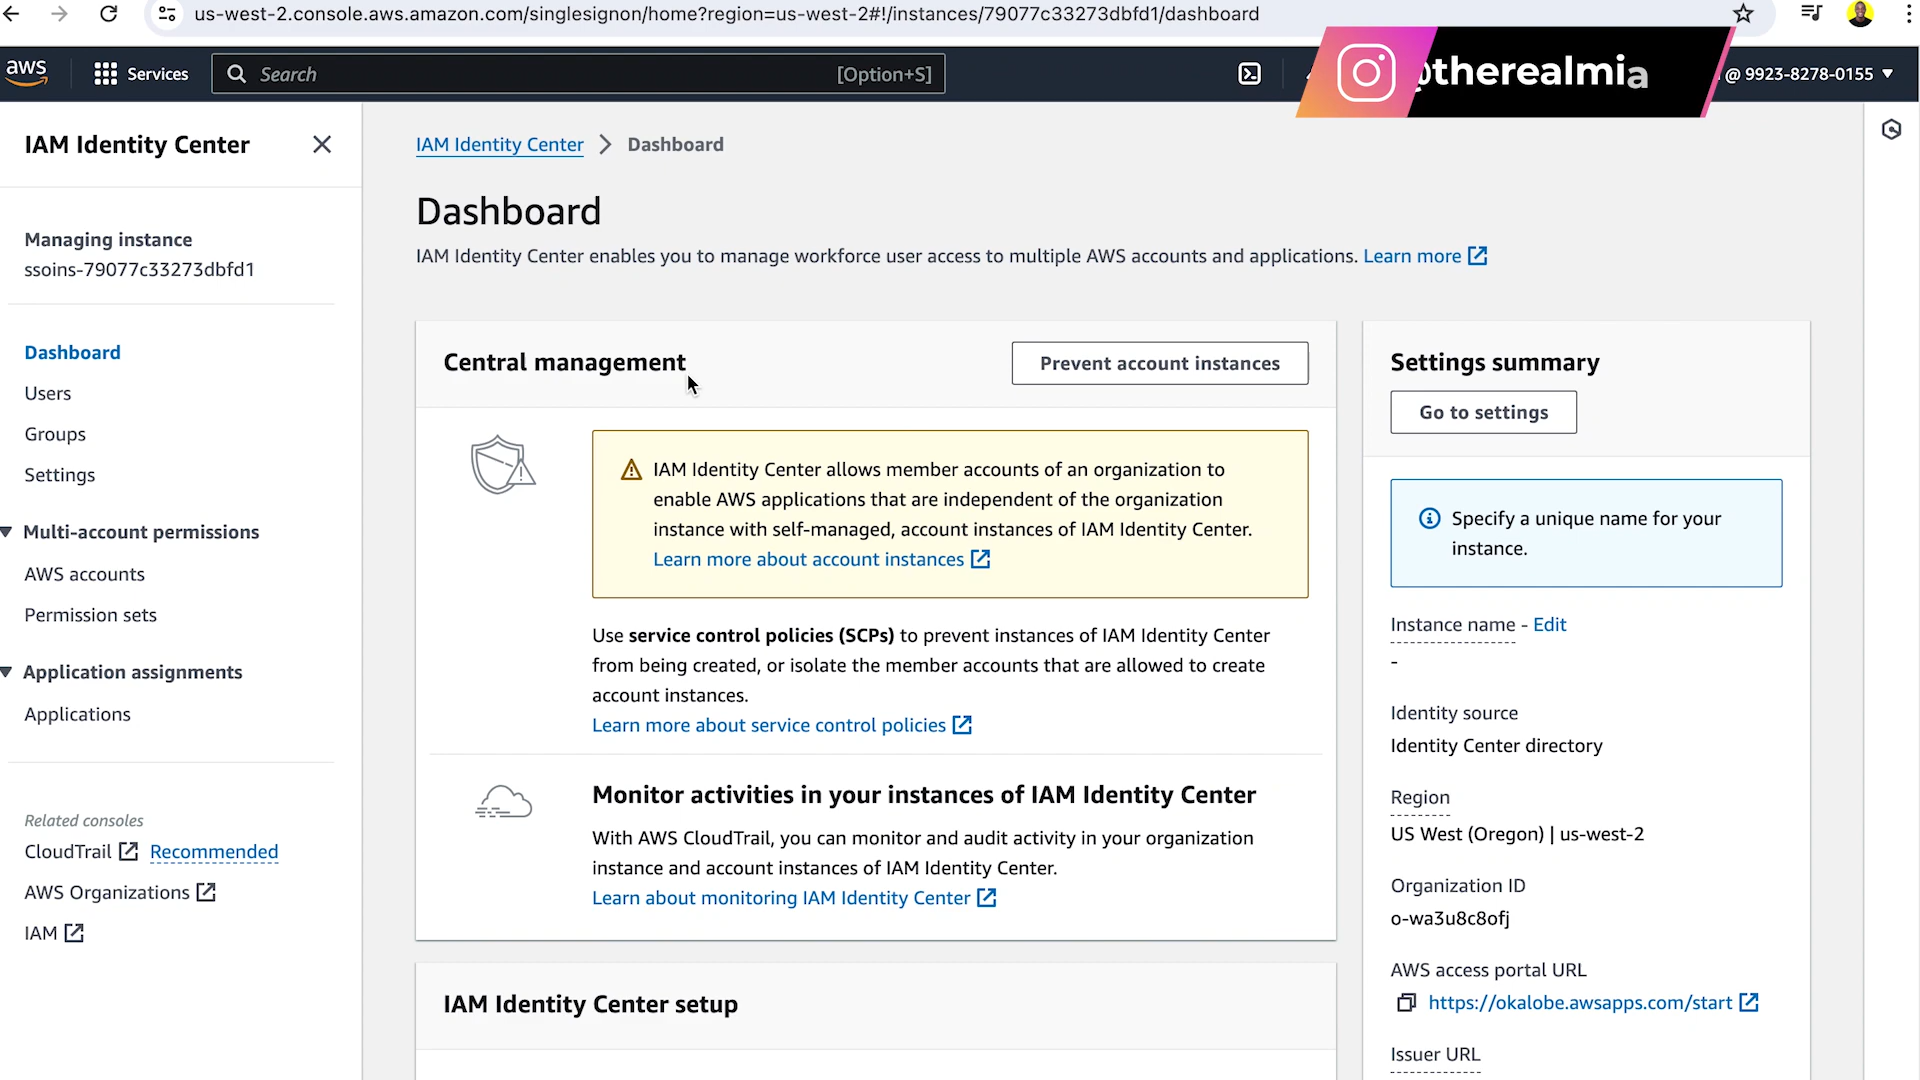 us-west-2.console.aws.amazon.com/singlesignon/home?region=us-west-2#!/instances/79077c33273dbfd1/dashboard
aws
Services
Search
[Option+S]
@therealmia
@ 9923-8278-0155
IAM Identity Center
IAM Identity Center > Dashboard
Dashboard
IAM Identity Center enables you to manage workforce user access to multiple AWS accounts and applications. Learn more
Managing instance
ssoins-79077c33273dbfd1
Dashboard
Users
Groups
Settings
Multi-account permissions
AWS accounts
Permission sets
Application assignments
Applications
Related consoles
CloudTrail Recommended
AWS Organizations
IAM
Central management
Prevent account instances
IAM Identity Center allows member accounts of an organization to
enable AWS applications that are independent of the organization
instance with self-managed, account instances of IAM Identity Center.
Learn more about account instances
Use service control policies (SCPs) to prevent instances of IAM Identity Center
from being created, or isolate the member accounts that are allowed to create
account instances.
Learn more about service control policies
Monitor activities in your instances of IAM Identity Center
With AWS CloudTrail, you can monitor and audit activity in your organization
instance and account instances of IAM Identity Center.
Learn about monitoring IAM Identity Center
IAM Identity Center setup
Settings summary
Go to settings
Specify a unique name for your
instance.
Instance name - Edit
-
Identity source
Identity Center directory
Region
US West (Oregon) | us-west-2
Organization ID
o-wa3u8c8ofj
AWS access portal URL
https://okalobe.awsapps.com/start
Issuer URL